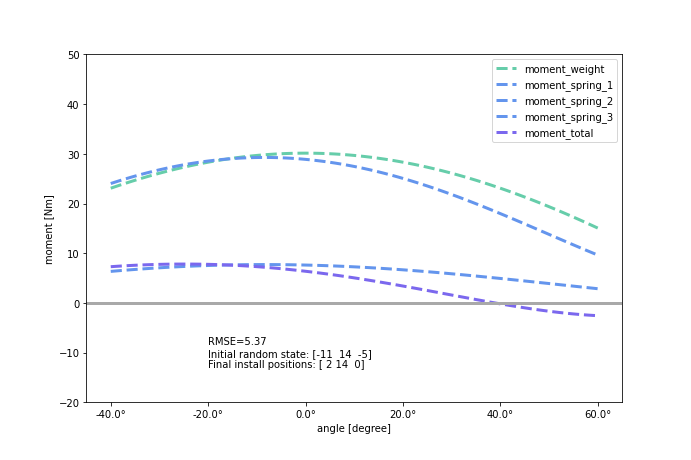 50
40
30
20
10
0
−10
−20
moment [Nm]
moment_weight
moment_spring_1
moment_spring_2
moment_spring_3
moment_total
RMSE=5.37
Initial random state: [-11  14  -5]
Final install positions: [ 2 14  0]
-40.0° -20.0° 0.0° 20.0° 40.0° 60.0°
angle [degree]